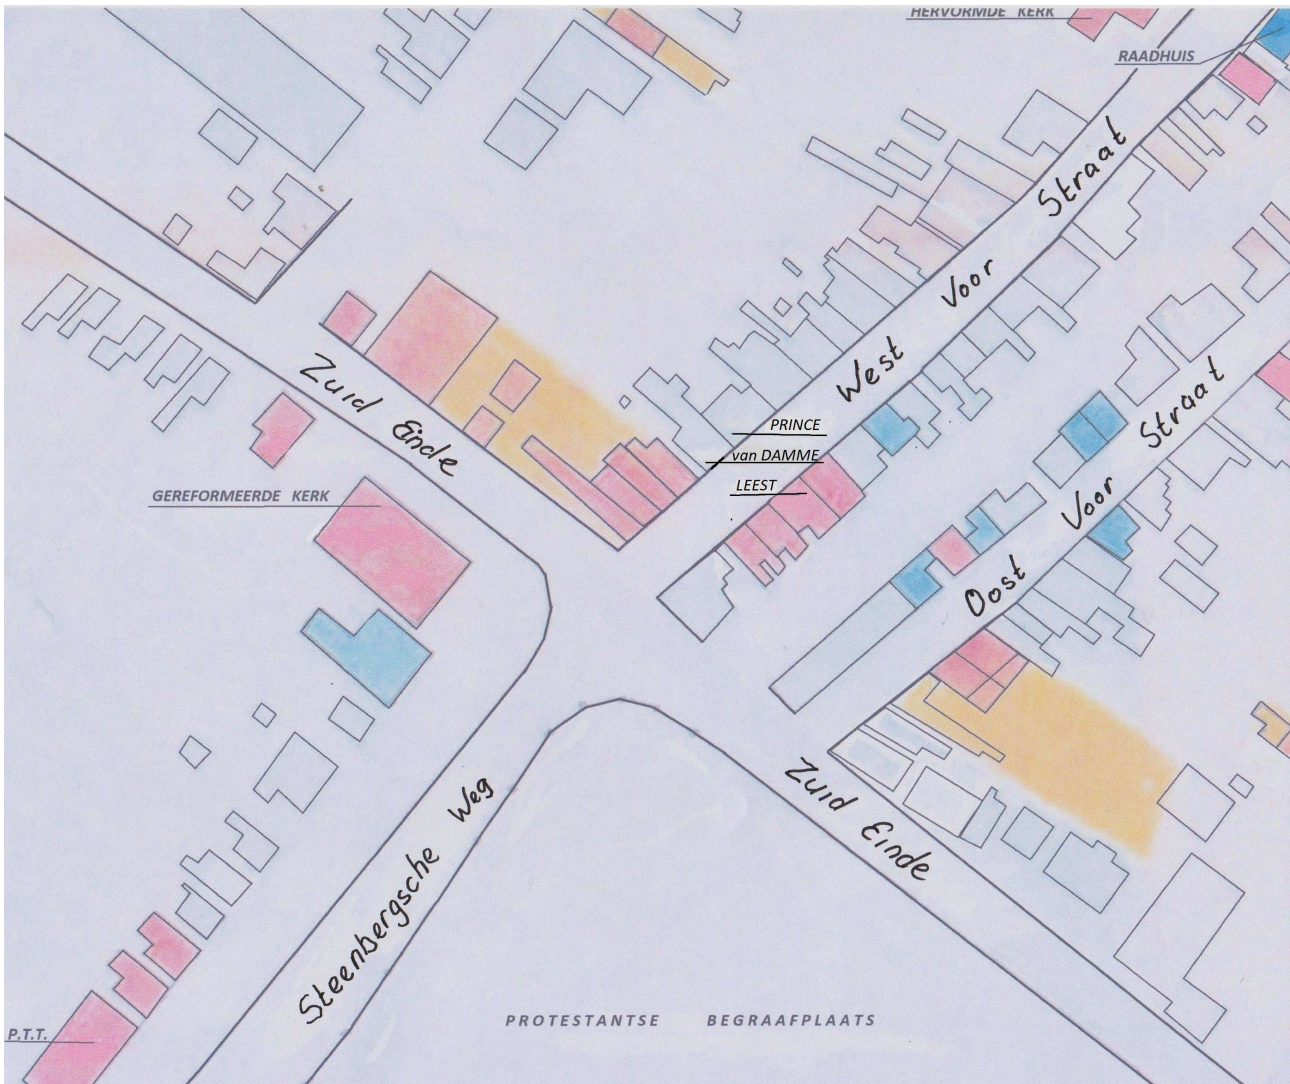 HERVORMDE KERK
RAADHUIS
West Voor Straat
Zuid Einde
PRINCE
van DAMME
LEEST
Oost Voor Straat
GEREFORMEERDE KERK
Steenbergsche Weg
Zuid Einde
PROTESTANTSE BEGRAAFPLAATS
P.T.T.